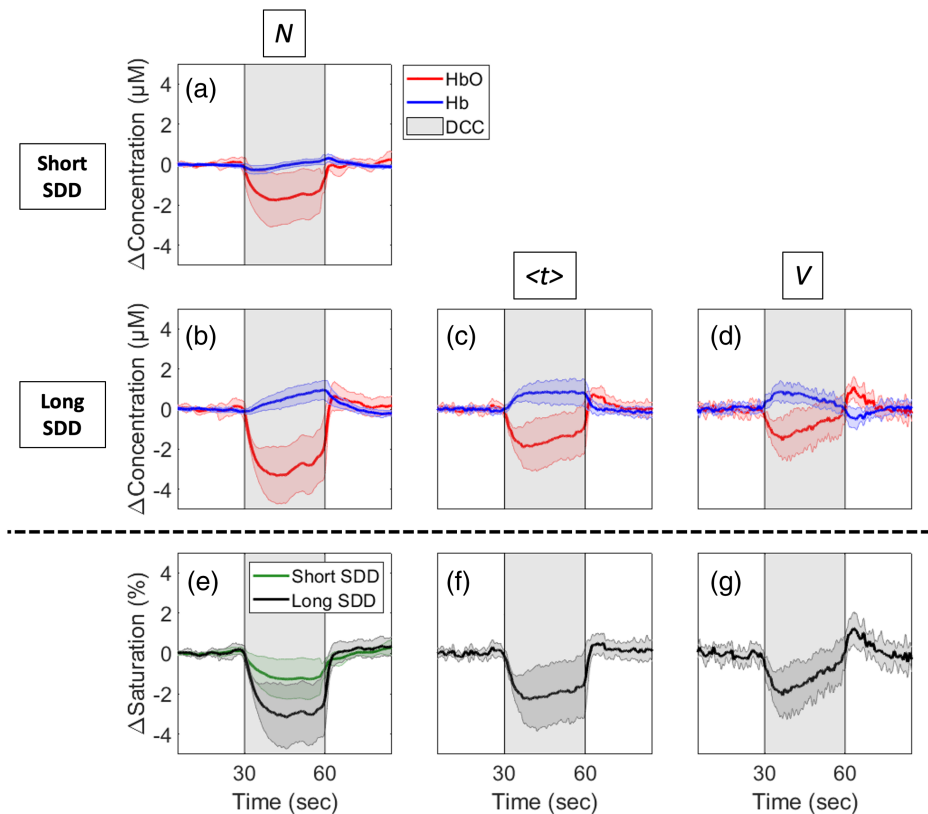 N
(a)
HbO
Hb
DCC
Short
SDD
ΔConcentration (μM)
4
2
0
-2
-4
<t>
V
(b)
(c)
(d)
Long
SDD
ΔConcentration (μM)
4
2
0
-2
-4
(e)
Short SDD
Long SDD
(f)
(g)
ΔSaturation (%)
4
2
0
-2
-4
30 60
30 60
30 60
Time (sec)
Time (sec)
Time (sec)